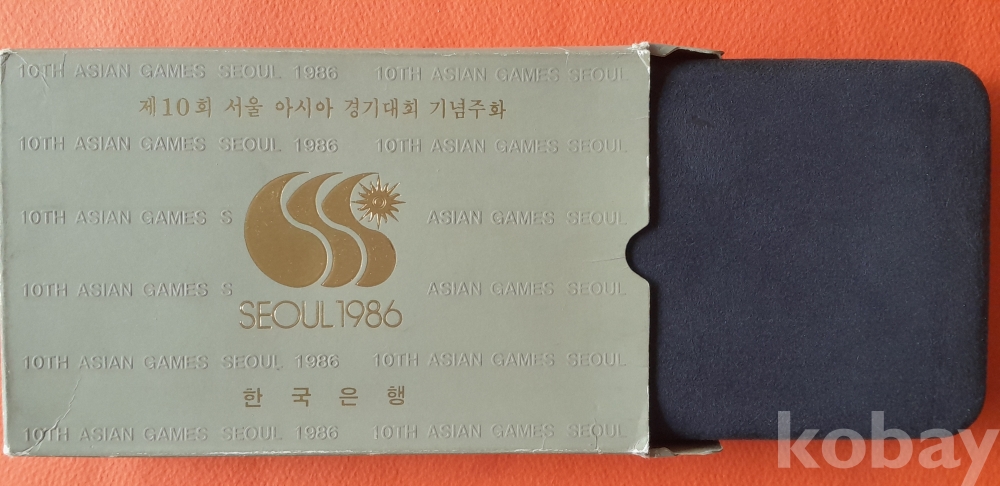 10TH ASIAN GAMES SEOUL 1986 10TH ASIAN GAMES SEOUL
제10회 서울 아시아 경기대회 기념주화
10TH ASIAN GAMES SEOUL 1986 10TH ASIAN GAMES SEOUL
10TH ASIAN GAMES S ASIAN GAMES SEOUL
10TH ASIAN GAMES S ASIAN GAMES SEOUL
SEOUL 1986
10TH ASIAN GAMES SEOUL 1986 10TH ASIAN GAMES SEOUL
한국은행
10TH ASIAN GAMES SEOUL 1986 10TH ASIAN GAMES SEOUL
kobay